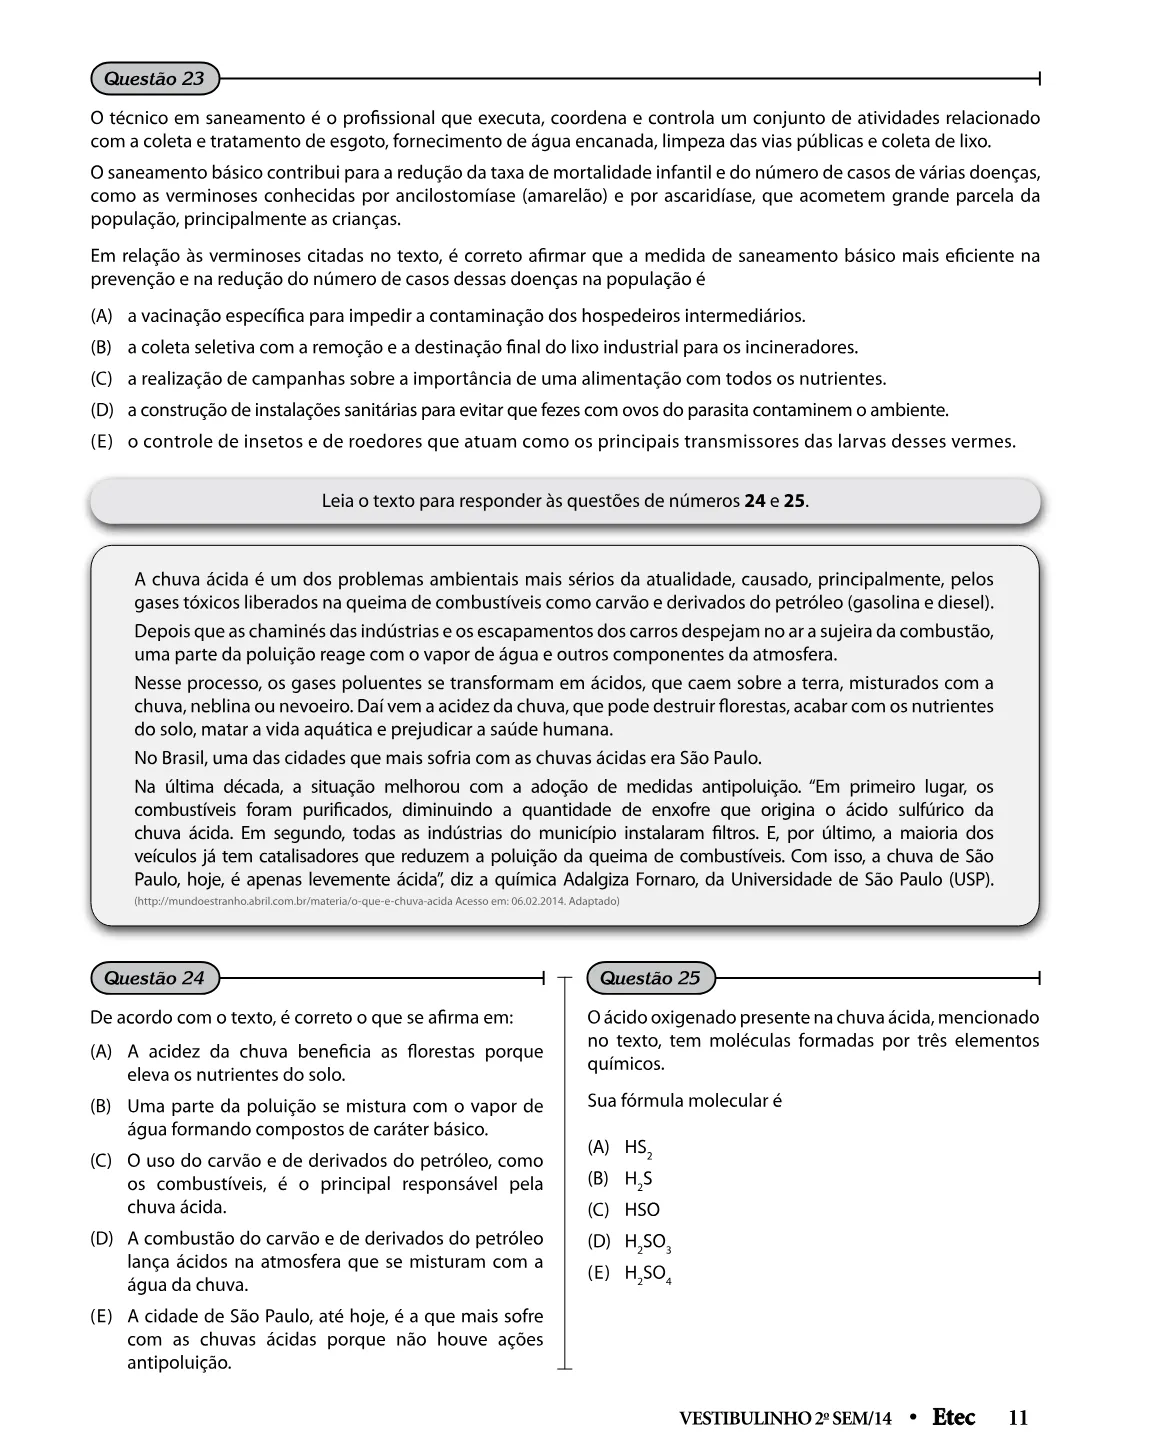 Questão 23
O técnico em saneamento é o profissional que executa, coordena e controla um conjunto de atividades relacionado
com a coleta e tratamento de esgoto, fornecimento de água encanada, limpeza das vias públicas e coleta de lixo.
O saneamento básico contribui para a redução da taxa de mortalidade infantil e do número de casos de várias doenças,
como as verminoses conhecidas por ancilostomíase (amarelão) e por ascaridíase, que acometem grande parcela da
população, principalmente as crianças.
Em relação às verminoses citadas no texto, é correto afirmar que a medida de saneamento básico mais eficiente na
prevenção e na redução do número de casos dessas doenças na população é
(A) a vacinação específica para impedir a contaminação dos hospedeiros intermediários.
(B) a coleta seletiva com a remoção e a destinação final do lixo industrial para os incineradores.
(C) a realização de campanhas sobre a importância de uma alimentação com todos os nutrientes.
(D) a construção de instalações sanitárias para evitar que fezes com ovos do parasita contaminem o ambiente.
(E) o controle de insetos e de roedores que atuam como os principais transmissores das larvas desses vermes.
Leia o texto para responder às questões de números 24 e 25.
A chuva ácida é um dos problemas ambientais mais sérios da atualidade, causado, principalmente, pelos
gases tóxicos liberados na queima de combustíveis como carvão e derivados do petróleo (gasolina e diesel).
Depois que as chaminés das indústrias e os escapamentos dos carros despejam no ar a sujeira da combustão,
uma parte da poluição reage com o vapor de água e outros componentes da atmosfera.
Nesse processo, os gases poluentes se transformam em ácidos, que caem sobre a terra, misturados com a
chuva, neblina ou nevoeiro. Daí vem a acidez da chuva, que pode destruir florestas, acabar com os nutrientes
do solo, matar a vida aquática e prejudicar a saúde humana.
No Brasil, uma das cidades que mais sofria com as chuvas ácidas era São Paulo.
Na última década, a situação melhorou com a adoção de medidas antipoluição. “Em primeiro lugar, os
combustíveis foram purificados, diminuindo a quantidade de enxofre que origina o ácido sulfúrico da
chuva ácida. Em segundo, todas as indústrias do município instalaram filtros. E, por último, a maioria dos
veículos já tem catalisadores que reduzem a poluição da queima de combustíveis. Com isso, a chuva de São
Paulo, hoje, é apenas levemente ácida”, diz a química Adalgiza Fornaro, da Universidade de São Paulo (USP).
(http://mundoestranho.abril.com.br/materia/o-que-e-chuva-acida Acesso em: 06.02.2014. Adaptado)
Questão 24
De acordo com o texto, é correto o que se afirma em:
(A) A acidez da chuva beneficia as florestas porque
eleva os nutrientes do solo.
(B) Uma parte da poluição se mistura com o vapor de
água formando compostos de caráter básico.
(C) O uso do carvão e de derivados do petróleo, como
os combustíveis, é o principal responsável pela
chuva ácida.
(D) A combustão do carvão e de derivados do petróleo
lança ácidos na atmosfera que se misturam com a
água da chuva.
(E) A cidade de São Paulo, até hoje, é a que mais sofre
com as chuvas ácidas porque não houve ações
antipoluição.
Questão 25
O ácido oxigenado presente na chuva ácida, mencionado
no texto, tem moléculas formadas por três elementos
químicos.
Sua fórmula molecular é
(A) HS₂
(B) H₂S
(C) HSO
(D) H₂SO₃
(E) H₂SO₄
VESTIBULINHO 2º SEM/14 • Etec 11